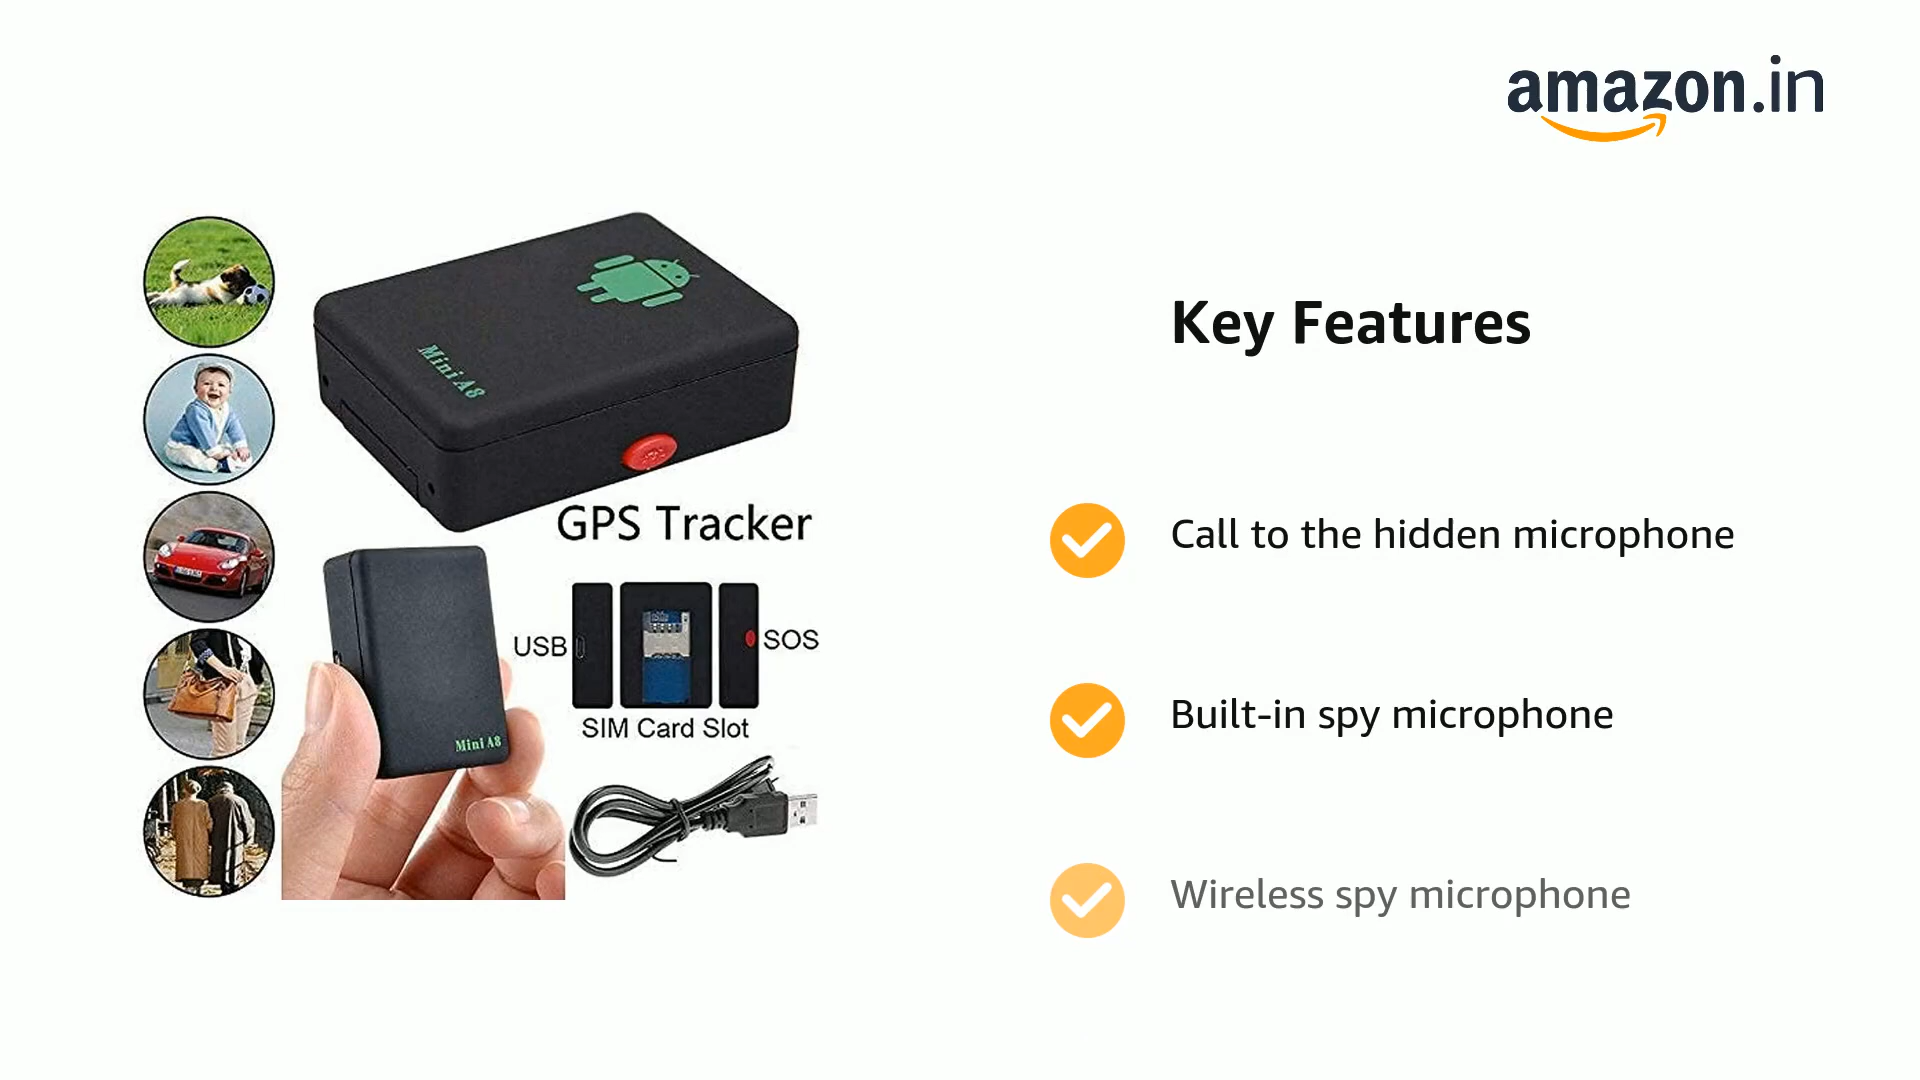 amazon.in
Mini A8
GPS Tracker
USB
SOS
SIM Card Slot
Mini A8
Key Features
Call to the hidden microphone
Built-in spy microphone
Wireless spy microphone